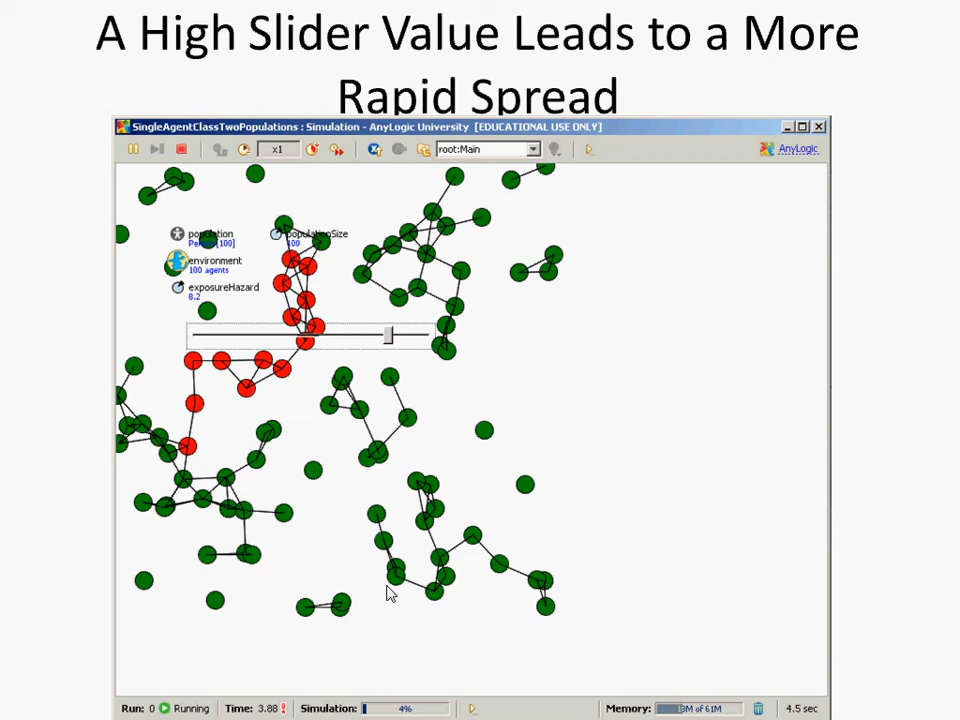 A High Slider Value Leads to a More
Rapid Spread
SingleAgentClassTwoPopulations : Simulation - AnyLogic University [EDUCATIONAL USE ONLY]
x1
root:Main
AnyLogic
population
Person [100]
populationSize
100
environment
100 agents
exposureHazard
8.2
Run: 0 Running Time: 3.88 Simulation: 4% Memory: of 61M 4.5 sec